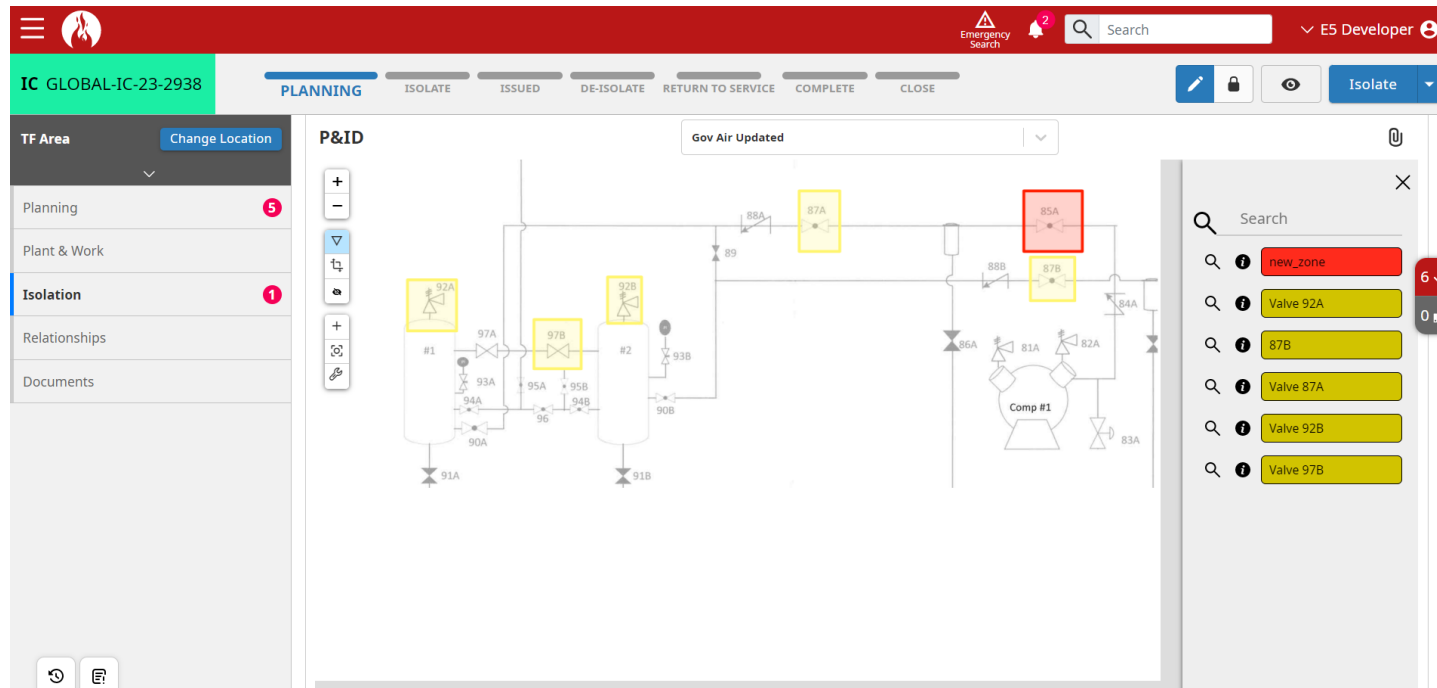 Emergency
Search
2
Search
E5 Developer
IC GLOBAL-IC-23-2938
PLANNING
ISOLATE
ISSUED
DE-ISOLATE
RETURN TO SERVICE
COMPLETE
CLOSE
Isolate
TF Area
Change Location
Planning
5
Plant & Work
Isolation
1
Relationships
Documents
P&ID
Gov Air Updated
88A
87A
85A
89
88B
87B
84A
92A
92B
97A
97B
#1
#2
93B
93A
95A
95B
94A
94B
96
90A
90B
91A
91B
86A
81A
82A
Comp #1
83A
Search
new_zone
Valve 92A
87B
Valve 87A
Valve 92B
Valve 97B
6
0